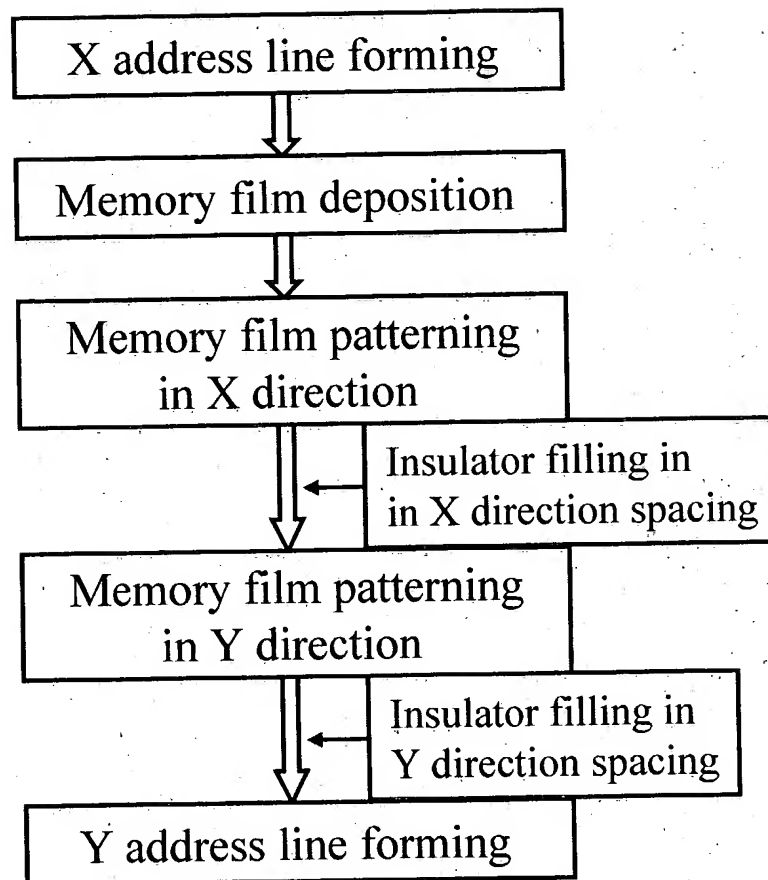 X address line forming
Memory film deposition
Memory film patterning
in X direction
Insulator filling in
in X direction spacing
Memory film patterning
in Y direction
Insulator filling in
Y direction spacing
Y address line forming